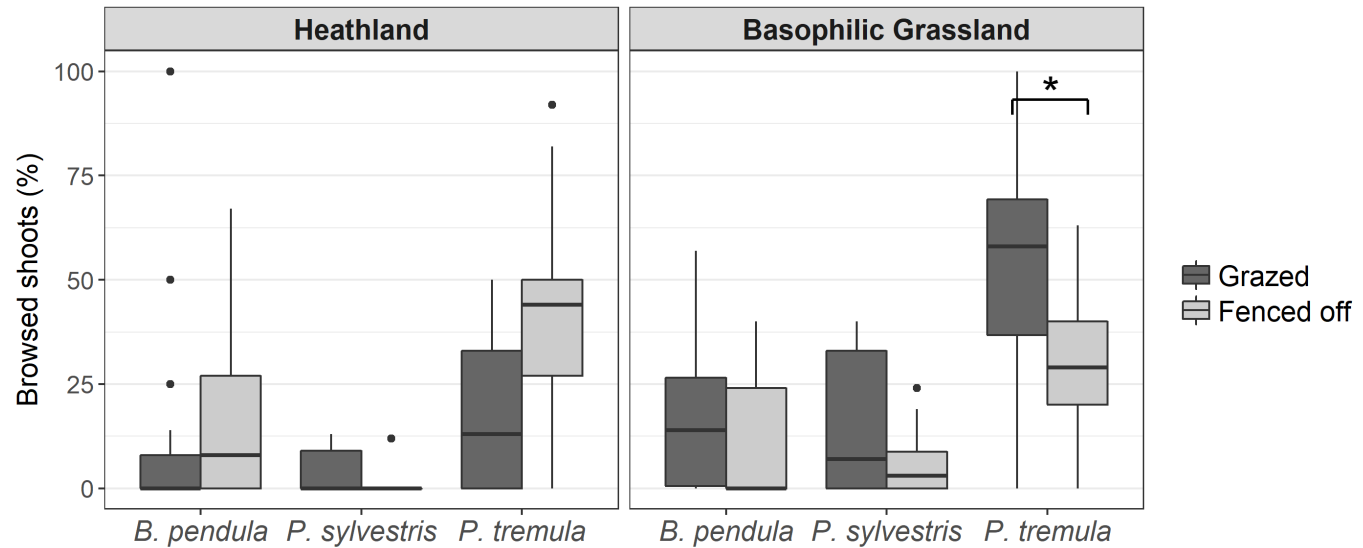 Heathland
Basophilic Grassland
Browsed shoots (%)
100
75
50
25
0
*
B. pendula P. sylvestris P. tremula
B. pendula P. sylvestris P. tremula
Grazed
Fenced off